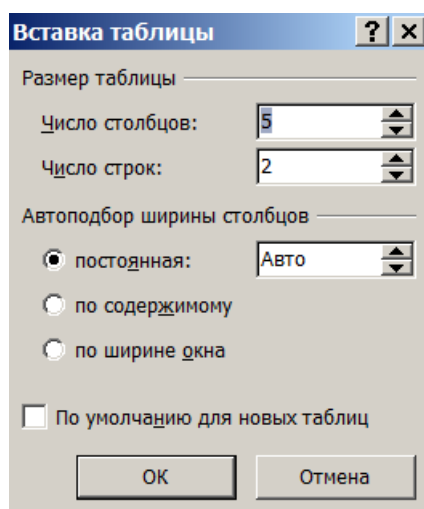 Вставка таблицы ? ×
Размер таблицы
Число столбцов: 5
Число строк: 2
Автоподбор ширины столбцов
постоянная: Авто
по содержимому
по ширине окна
По умолчанию для новых таблиц
ОК Отмена